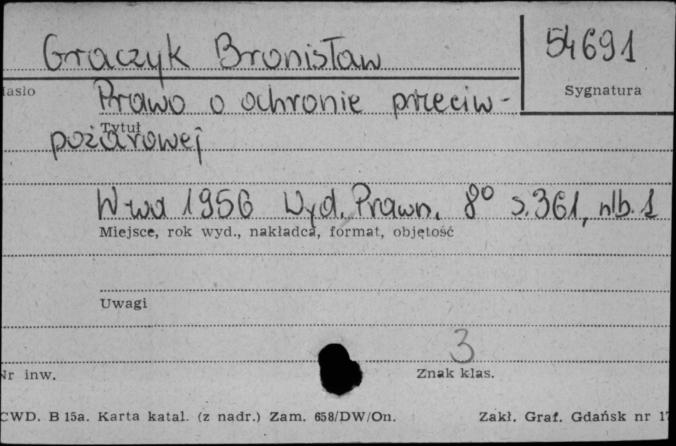 Graczyk Bronisław
54691
Hasło
Sygnatura
Prawo o ochronie przeciw-
Tytuł
pożarowej
W-wa 1956 Wyd. Prawn. 8° s. 361, nlb. 1
Miejsce, rok wyd., nakładca, format, objętość
Uwagi
3
Nr inw.
Znak klas.
CWD. B 15a. Karta katal. (z nadr.) Zam. 658/DW/On. Zakł. Graf. Gdańsk nr 17